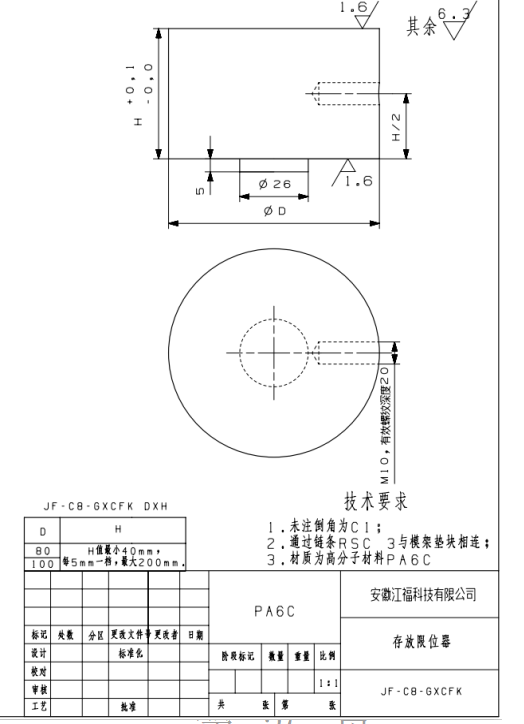 1.6
其余 6.3
H +0,1 -0,0
H/2
5
Ø26
1.6
ØD
M10，有效螺纹深度20
JF-CB-GXCFK DXH
D H
80 H值最小40mm，
100 每5mm一档，最大200mm.
技术要求
1.未注倒角为C1；
2.通过链条RSC 3与模架垫块相连；
3.材质为高分子材料PA6C
PA6C
安徽江福科技有限公司
标记 处数 分区 更改文件号 更改者 日期
存放限位器
设计 标准化
阶段标记 数量 重量 比例
校对
1:1
审核
JF-CB-GXCFK
工艺 批准
共 张 第 张